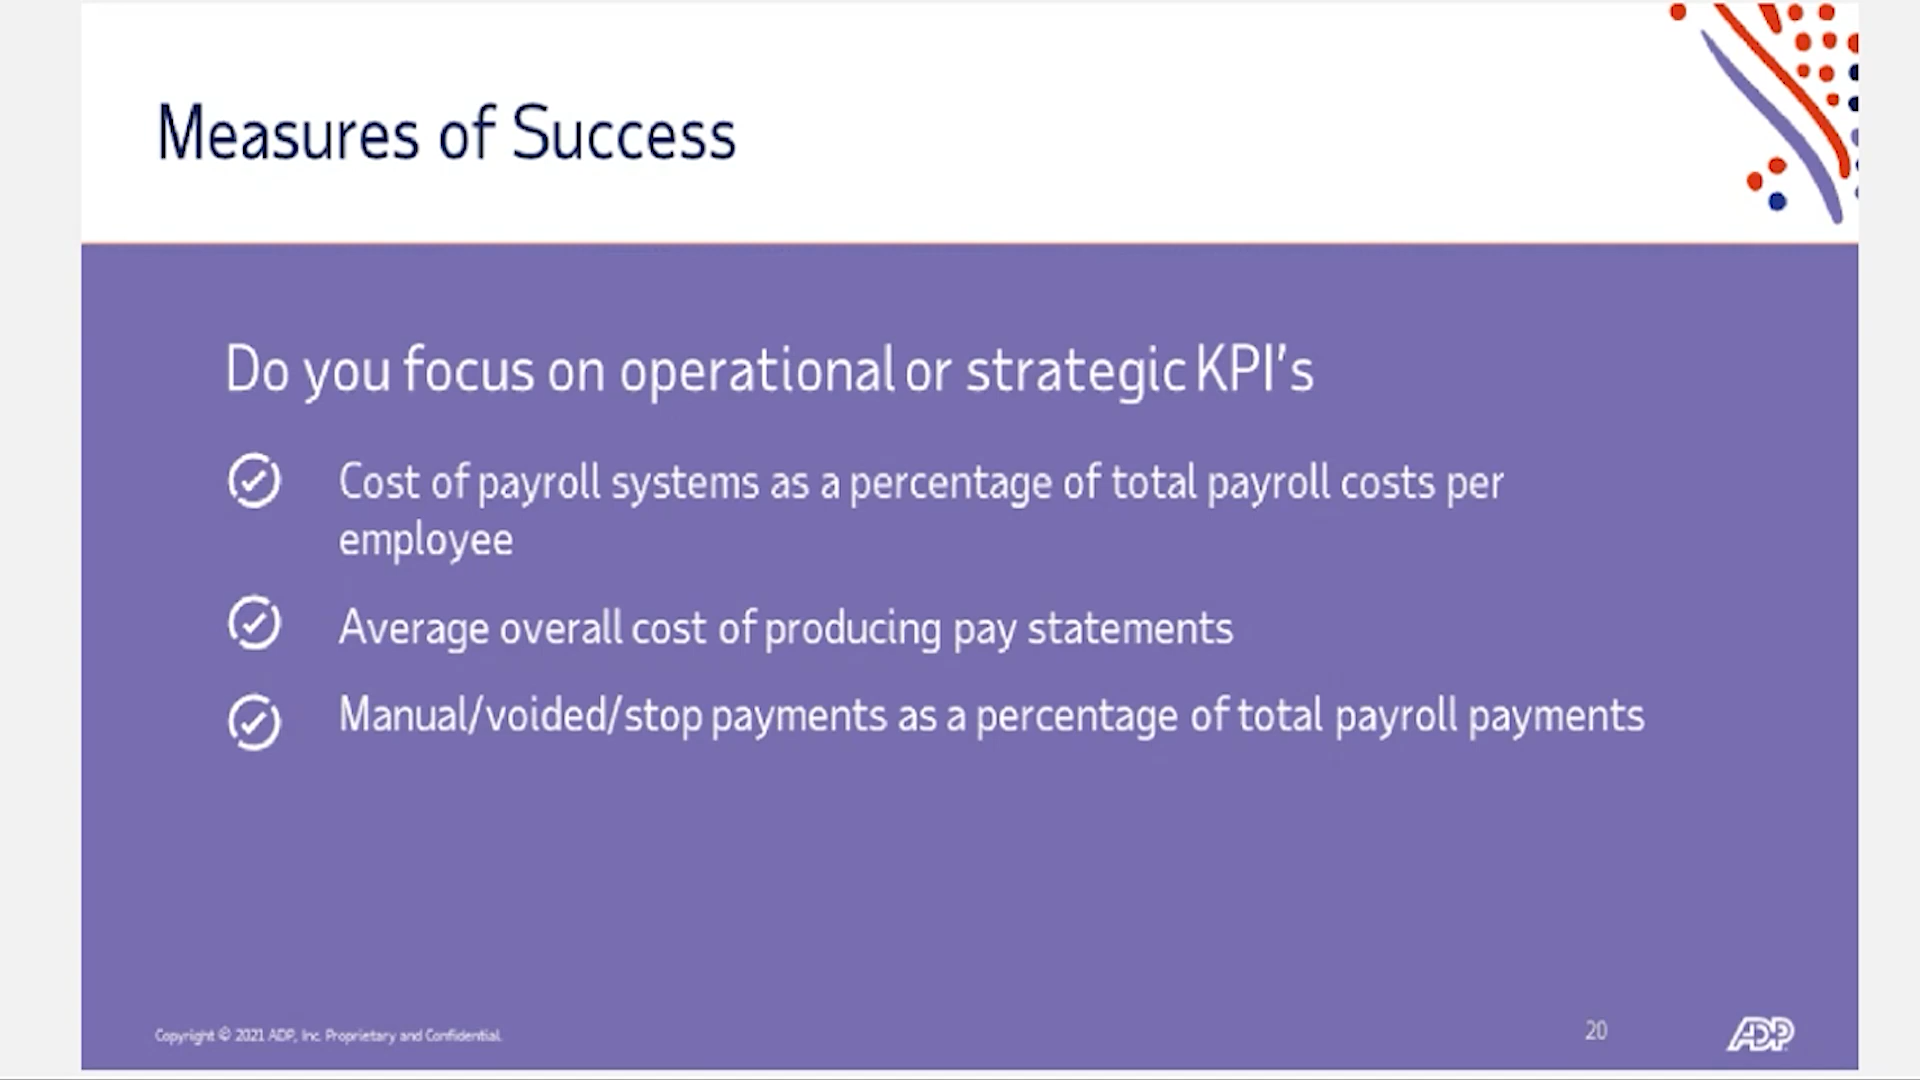 Measures of Success
Do you focus on operational or strategic KPI's
Cost of payroll systems as a percentage of total payroll costs per
employee
Average overall cost of producing pay statements
Manual/voided/stop payments as a percentage of total payroll payments
Copyright © 2021 ADP, Inc. Proprietary and Confidential.
20
ADP